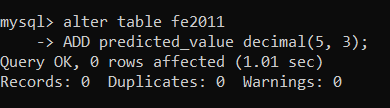 mysql> alter table fe2011
    -> ADD predicted_value decimal(5, 3);
Query OK, 0 rows affected (1.01 sec)
Records: 0  Duplicates: 0  Warnings: 0